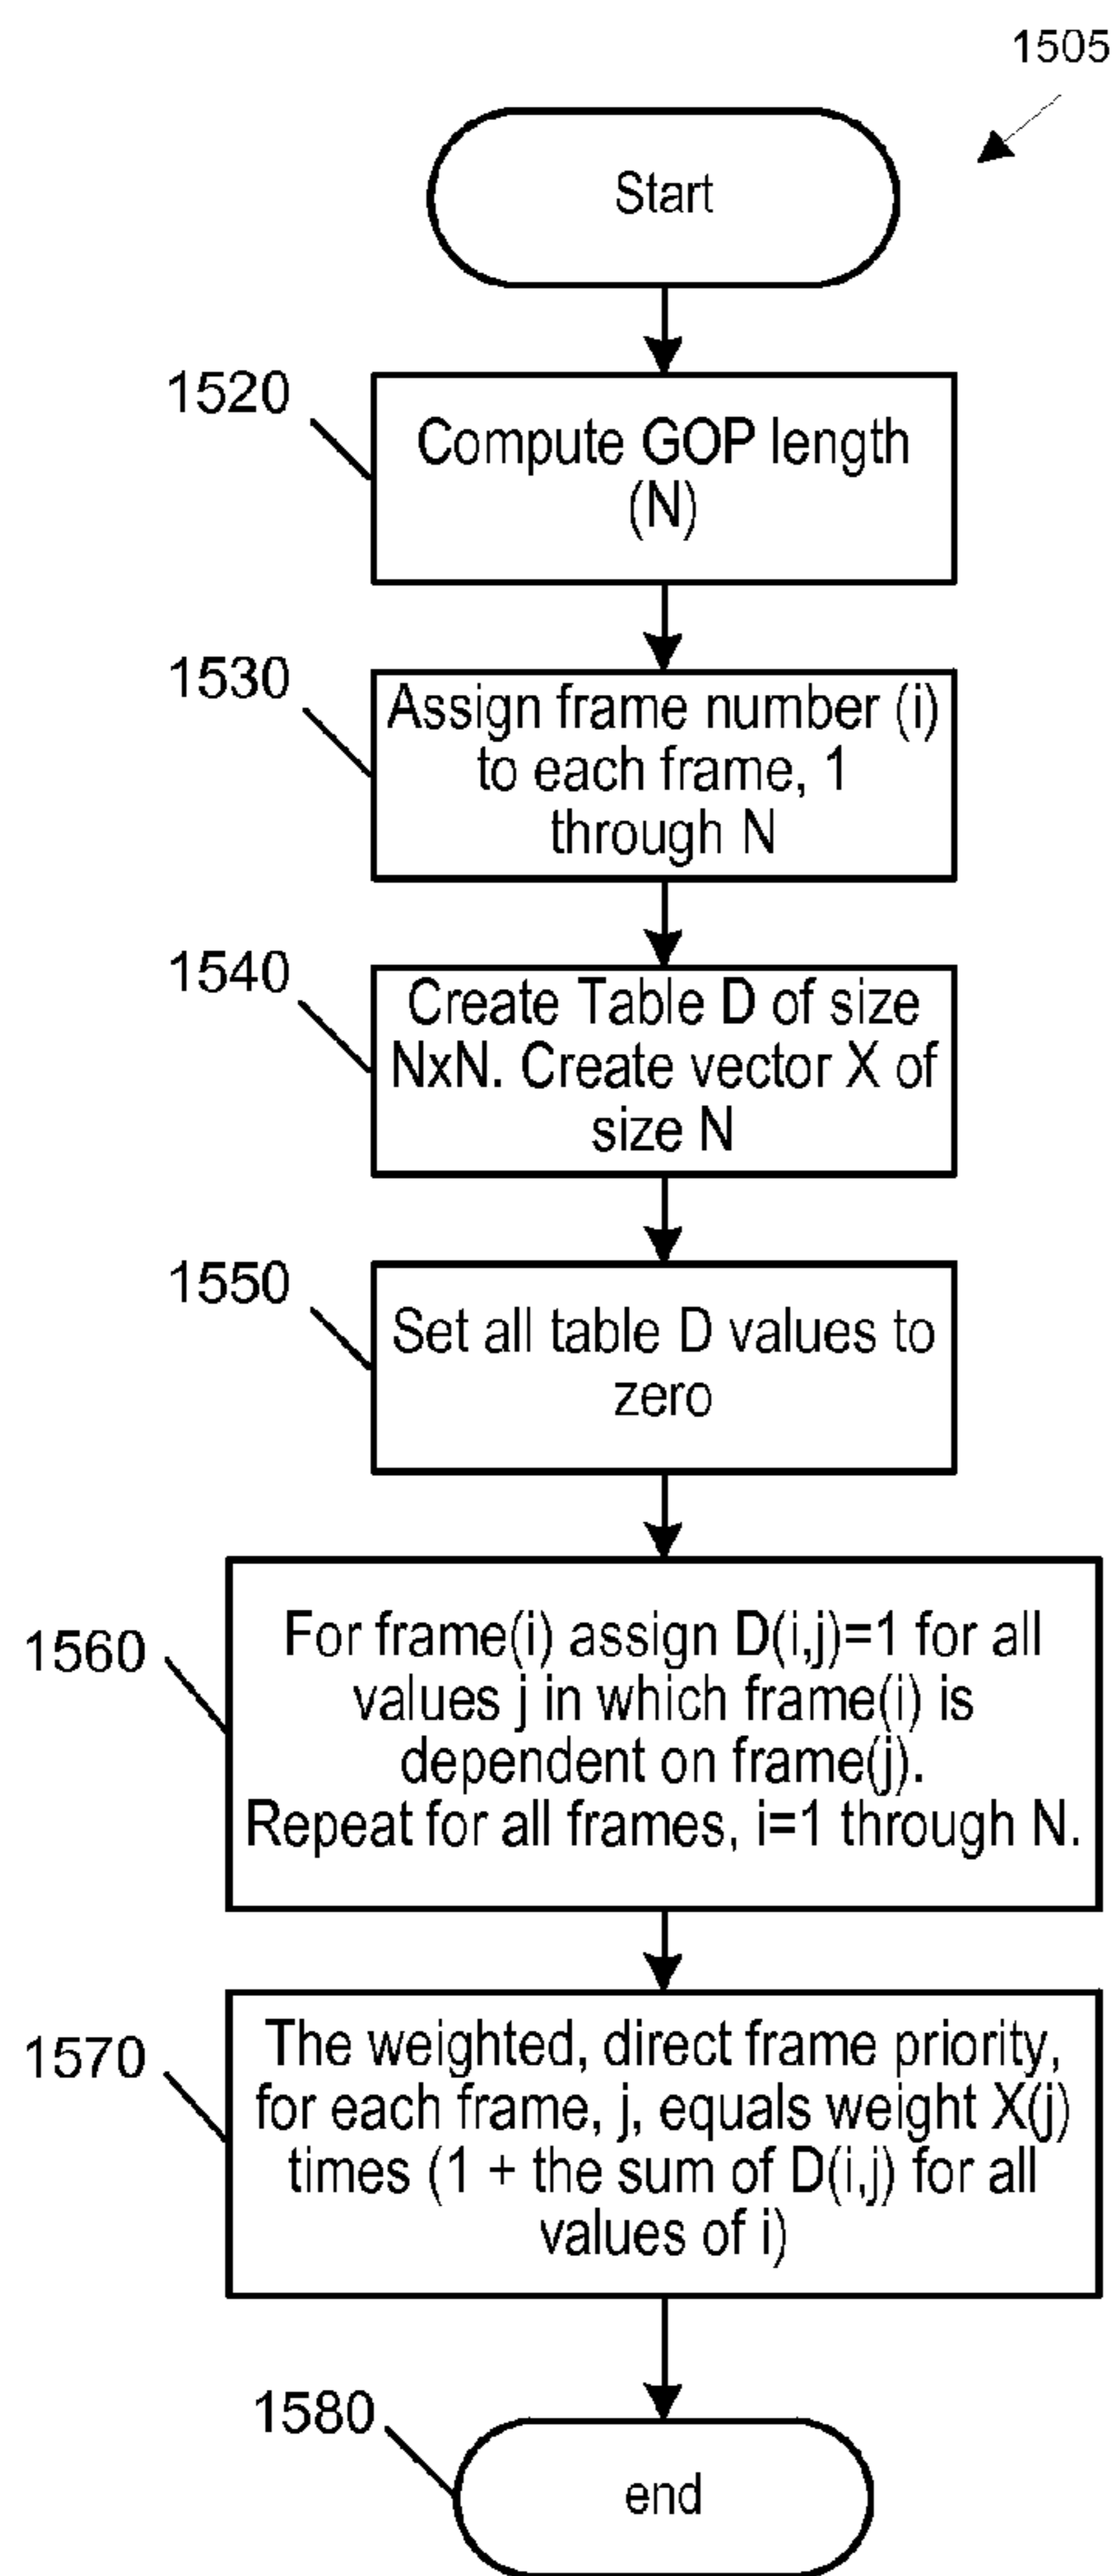 1505
Start
1520
Compute GOP length
(N)
1530
Assign frame number (i)
to each frame, 1
through N
1540
Create Table D of size
NxN. Create vector X of
size N
1550
Set all table D values to
zero
1560
For frame(i) assign D(i,j)=1 for all
values j in which frame(i) is
dependent on frame(j).
Repeat for all frames, i=1 through N.
1570
The weighted, direct frame priority,
for each frame, j, equals weight X(j)
times (1 + the sum of D(i,j) for all
values of i)
1580
end